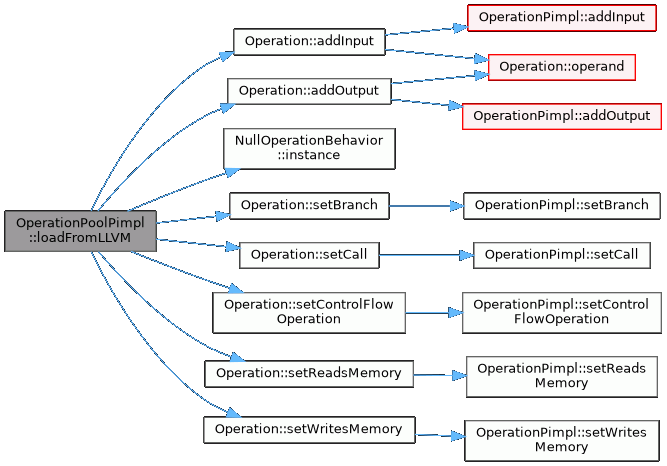 OperationPoolPimpl
::loadFromLLVM
Operation::addInput
OperationPimpl::addInput
Operation::operand
Operation::addOutput
OperationPimpl::addOutput
NullOperationBehavior
::instance
Operation::setBranch
OperationPimpl::setBranch
Operation::setCall
OperationPimpl::setCall
Operation::setControlFlow
Operation
OperationPimpl::setControl
FlowOperation
Operation::setReadsMemory
OperationPimpl::setReads
Memory
Operation::setWritesMemory
OperationPimpl::setWrites
Memory